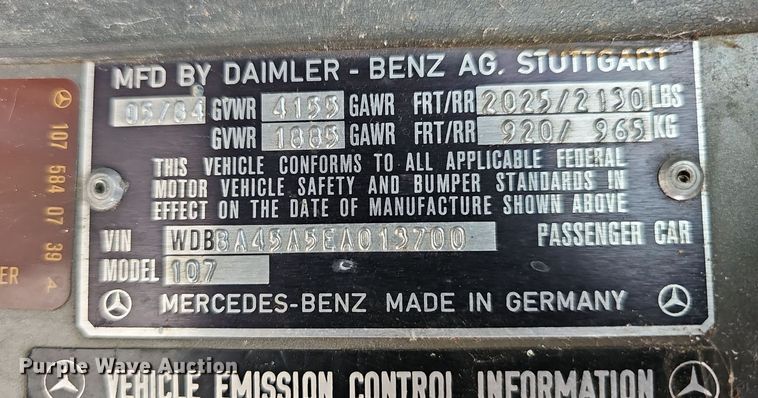 MFD BY DAIMLER - BENZ AG. STUTTGART
05/84 GVWR 4155 GAWR FRT/RR 2025/2130 LBS
GVWR 1885 GAWR FRT/RR 920/ 965 KG
THIS VEHICLE CONFORMS TO ALL APPLICABLE FEDERAL
MOTOR VEHICLE SAFETY AND BUMPER STANDARDS IN
EFFECT ON THE DATE OF MANUFACTURE SHOWN ABOVE
VIN WDBBA45A5EA013700 PASSENGER CAR
MODEL 107
MERCEDES-BENZ MADE IN GERMANY
107 584 07 39 4
ER
VEHICLE EMISSION CONTROL INFORMATION
Purple Wave Auction